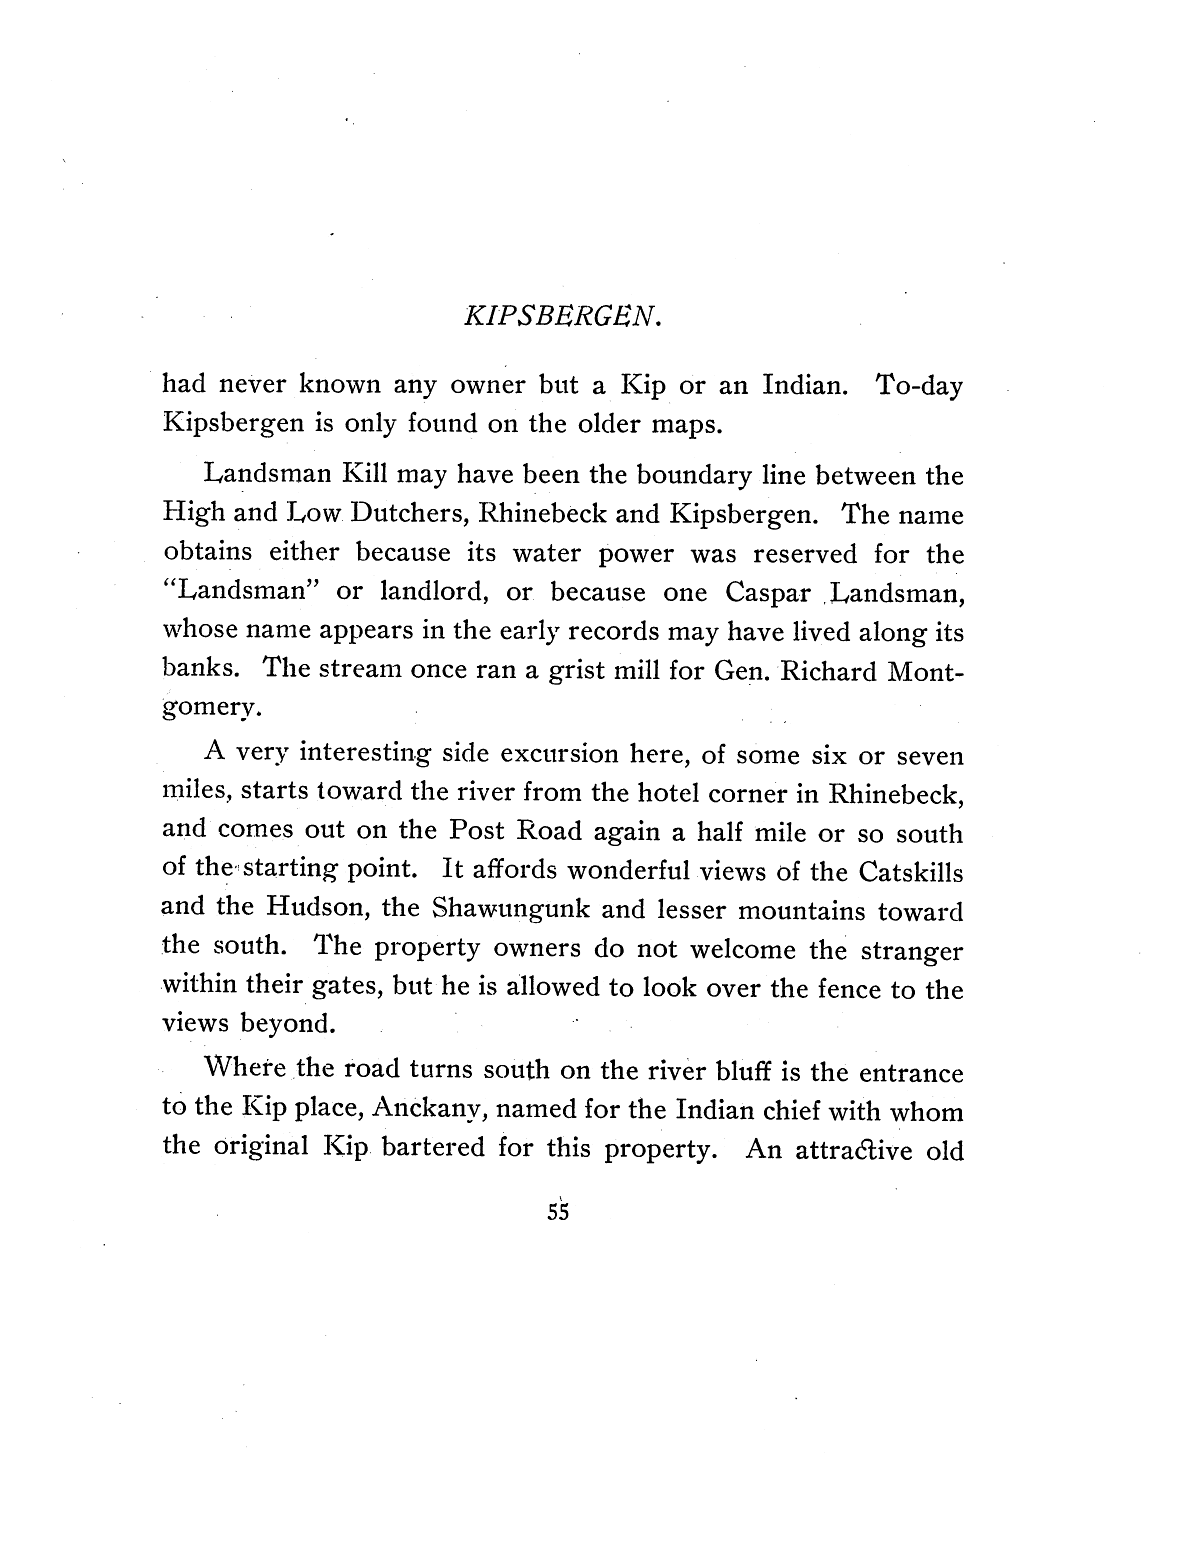 KIPSBERGEN.
had never known any owner but a Kip or an Indian. To-day
Kipsbergen is only found on the older maps.
Landsman Kill may have been the boundary line between the
High and Low Dutchers, Rhinebeck and Kipsbergen. The name
obtains either because its water power was reserved for the
“Landsman” or landlord, or because one Caspar Landsman,
whose name appears in the early records may have lived along its
banks. The stream once ran a grist mill for Gen. Richard Mont-
gomery.
A very interesting side excursion here, of some six or seven
miles, starts toward the river from the hotel corner in Rhinebeck,
and comes out on the Post Road again a half mile or so south
of the starting point. It affords wonderful views of the Catskills
and the Hudson, the Shawungunk and lesser mountains toward
the south. The property owners do not welcome the stranger
within their gates, but he is allowed to look over the fence to the
views beyond.
Where the road turns south on the river bluff is the entrance
to the Kip place, Anckany, named for the Indian chief with whom
the original Kip bartered for this property. An attractive old
55